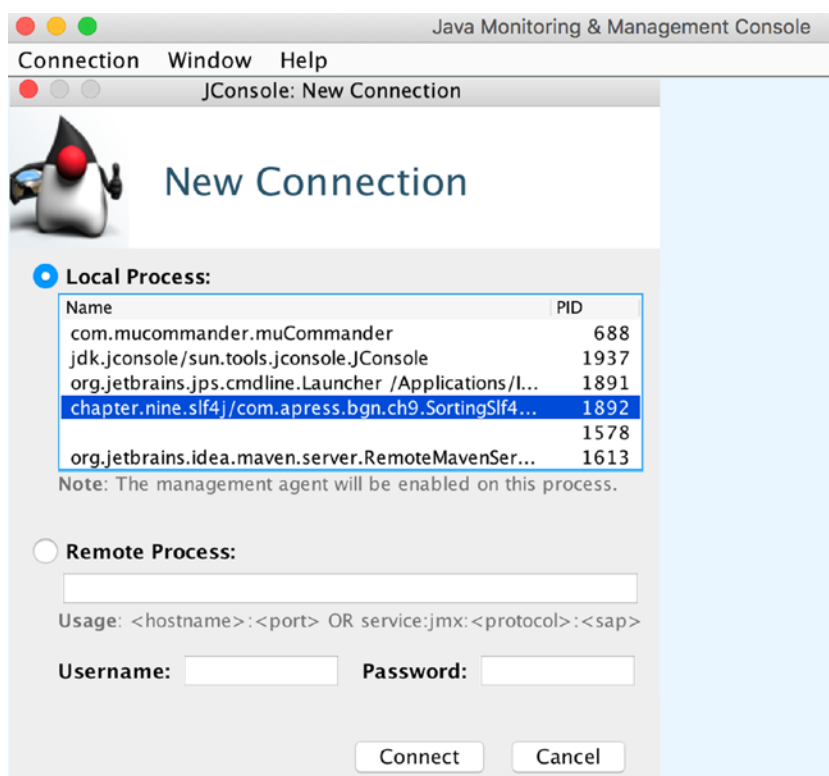 Java Monitoring & Management Console
Connection Window Help
JConsole: New Connection
New Connection
Local Process:
Name PID
com.mucommander.muCommander 688
jdk.jconsole/sun.tools.jconsole.JConsole 1937
org.jetbrains.jps.cmdline.Launcher /Applications/I... 1891
chapter.nine.slf4j/com.apress.bgn.ch9.SortingSlf4... 1892
1578
org.jetbrains.idea.maven.server.RemoteMavenSer... 1613
Note: The management agent will be enabled on this process.
Remote Process:
Usage: <hostname>:<port> OR service:jmx:<protocol>:<sap>
Username: Password:
Connect Cancel